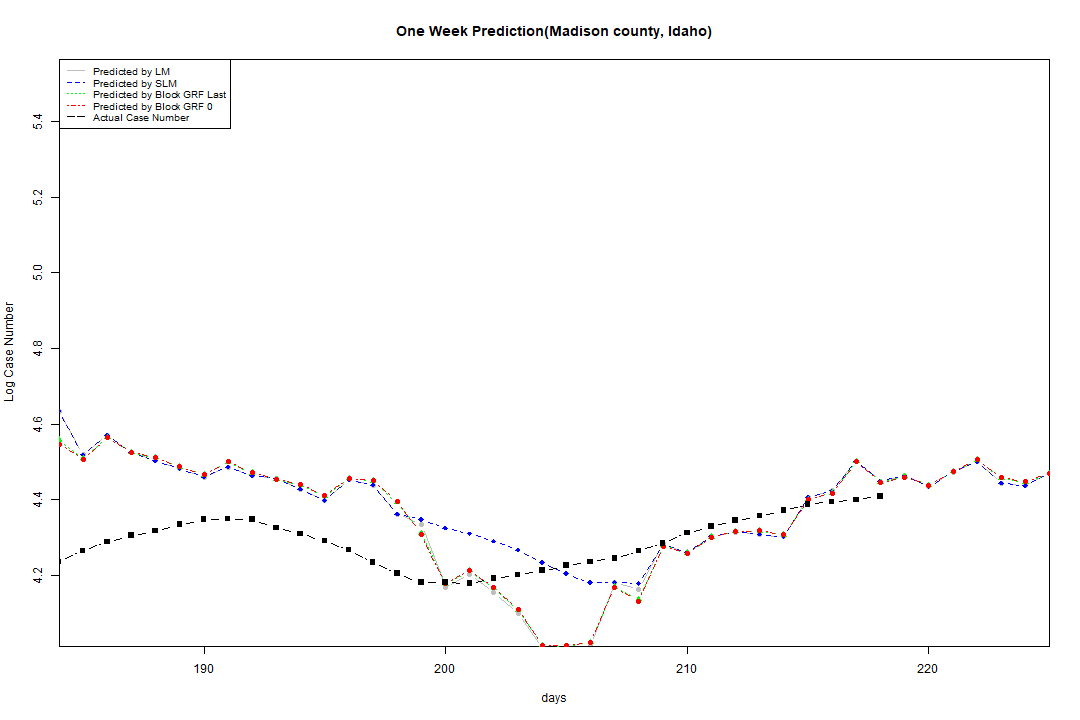 One Week Prediction(Madison county, Idaho)
Predicted by LM
Predicted by SLM
Predicted by Block GRF Last
Predicted by Block GRF 0
Actual Case Number
5.4
5.2
5.0
4.8
4.6
4.4
4.2
Log Case Number
190
200
210
220
days